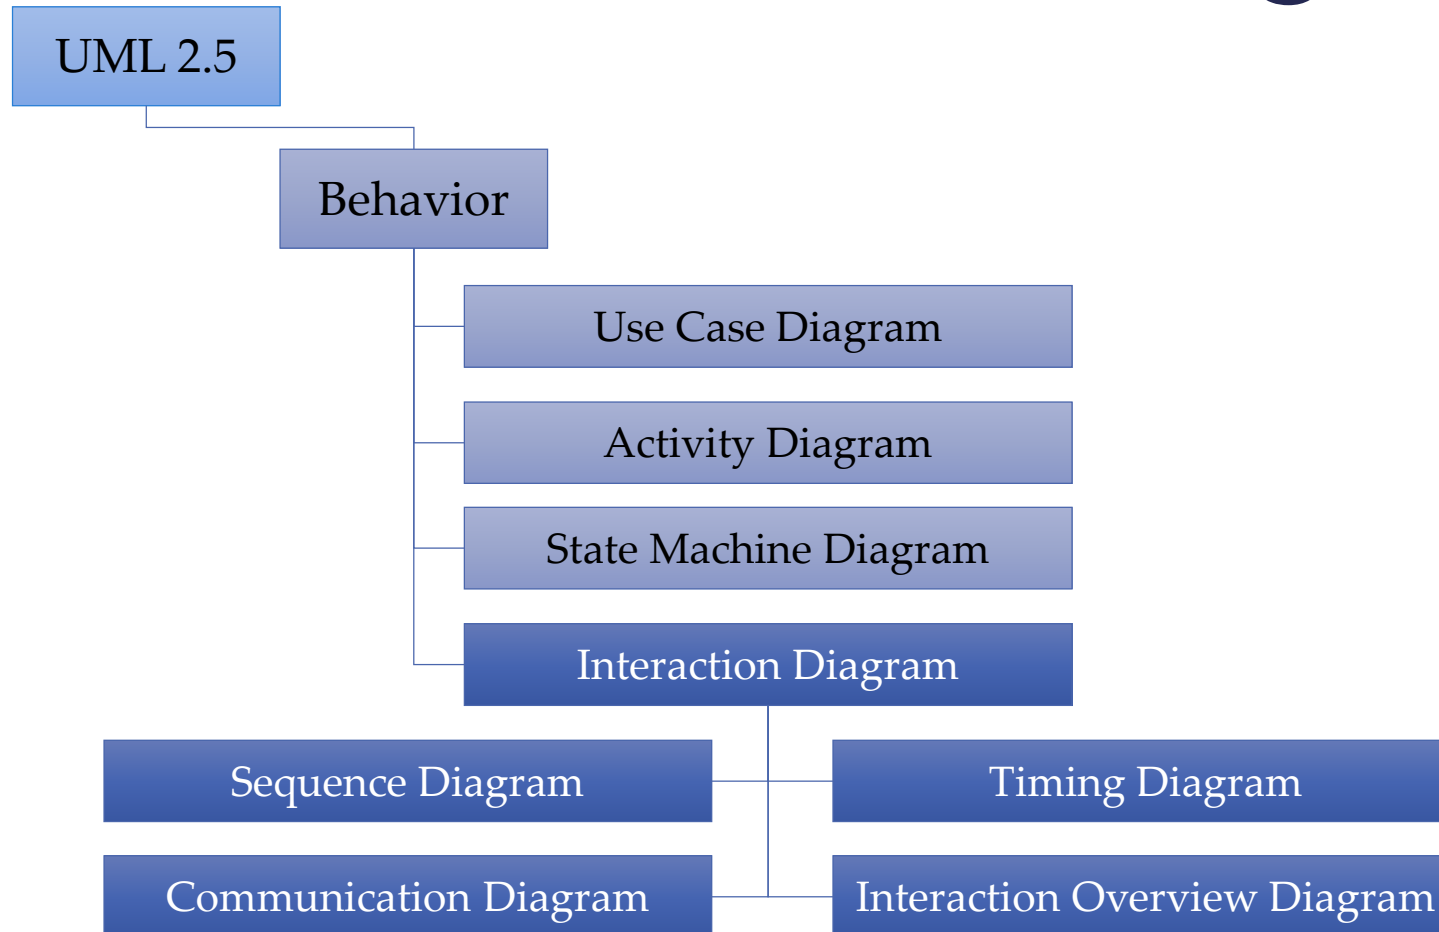 UML 2.5
Behavior
Use Case Diagram
Activity Diagram
State Machine Diagram
Interaction Diagram
Sequence Diagram
Timing Diagram
Communication Diagram
Interaction Overview Diagram